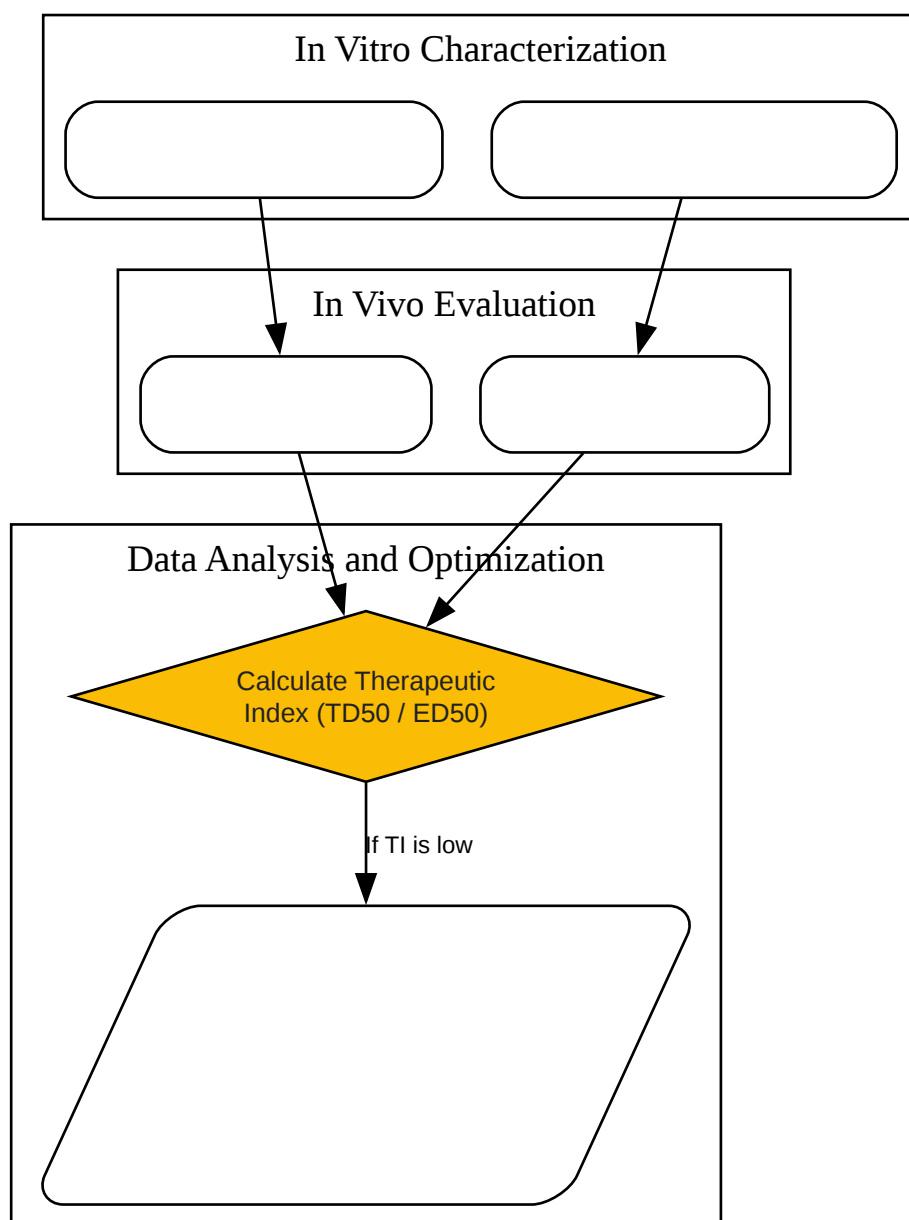 In Vitro Characterization
In Vivo Evaluation
Data Analysis and Optimization
Calculate Therapeutic
Index (TD50 / ED50)
If TI is low